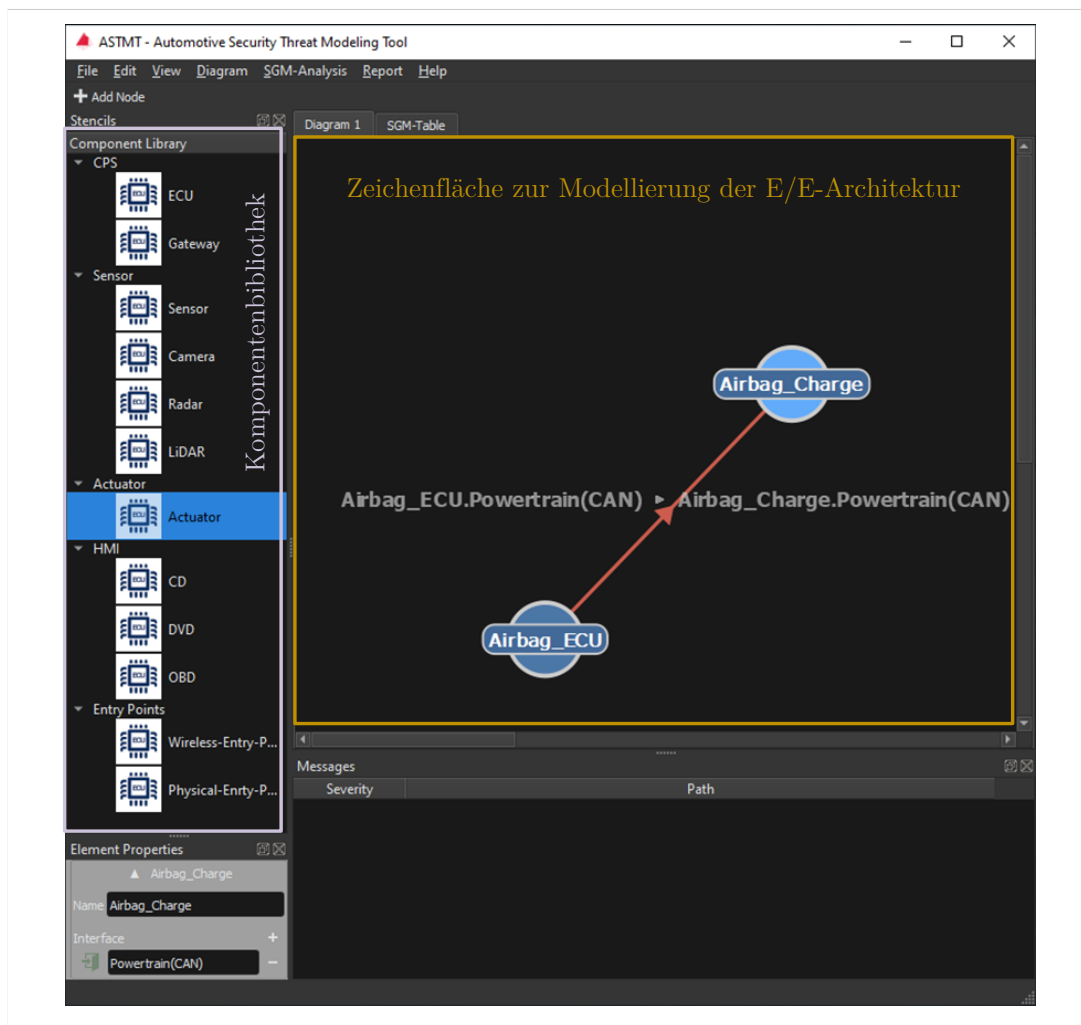 ASTMT - Automotive Security Threat Modeling Tool
File Edit View Diagram SGM-Analysis Report Help
Add Node
Stencils
Component Library
CPS
ECU
Gateway
Sensor
Sensor
Camera
Radar
LiDAR
Actuator
Actuator
HMI
CD
DVD
OBD
Entry Points
Wireless-Entry-P...
Physical-Enrty-P...
Komponentenbibliothek
Element Properties
Airbag_Charge
Name Airbag_Charge
Interface
Powertrain(CAN)
Diagram 1 SGM-Table
Zeichenfläche zur Modellierung der E/E-Architektur
Airbag_Charge
Airbag_ECU.Powertrain(CAN) ▸ Airbag_Charge.Powertrain(CAN)
Airbag_ECU
Messages
Severity Path